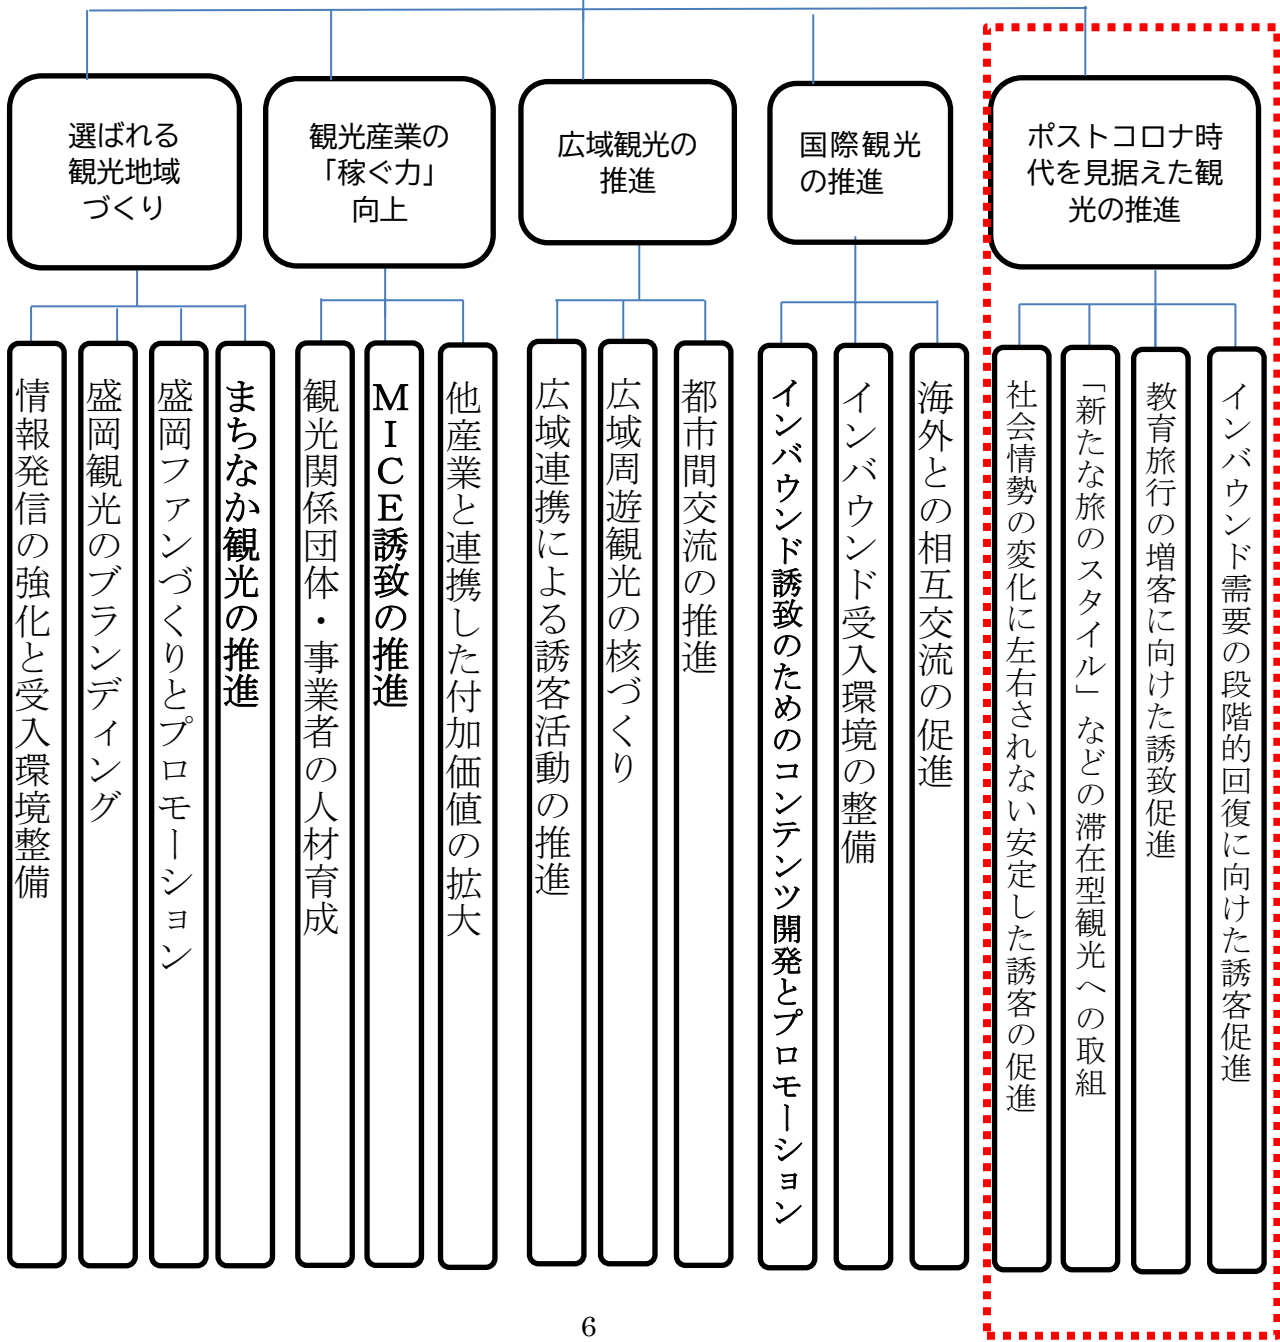 選ばれる
観光地域
づくり
観光産業の
「稼ぐ力」
向上
広域観光の
推進
国際観光
の推進
ポストコロナ時
代を見据えた観
光の推進
情報発信の強化と受入環境整備
盛岡観光のブランディング
盛岡ファンづくりとプロモーション
まちなか観光の推進
観光関係団体・事業者の人材育成
MICE誘致の推進
他産業と連携した付加価値の拡大
広域連携による誘客活動の推進
広域周遊観光の核づくり
都市間交流の推進
インバウンド誘致のためのコンテンツ開発とプロモーション
インバウンド受入環境の整備
海外との相互交流の促進
社会情勢の変化に左右されない安定した誘客の促進
「新たな旅のスタイル」などの滞在型観光への取組
教育旅行の増客に向けた誘致促進
インバウンド需要の段階的回復に向けた誘客促進
6